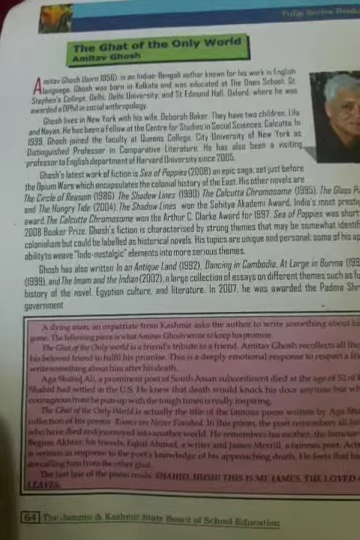 Tulip Series Book
The Ghat of the Only World
Amitav Ghosh
Amitav Ghosh (born 1956), is an Indian-Bengali author known for his work in English
language. Ghosh was born in Kolkata and was educated at The Doon School; St.
Stephen's College, Delhi; Delhi University; and St Edmund Hall, Oxford, where he was
awarded a DPhil in social anthropology.
Ghosh lives in New York with his wife, Deborah Baker. They have two children, Lila
and Nayan. He has been a Fellow at the Centre for Studies in Social Sciences, Calcutta. In
1999, Ghosh joined the faculty at Queens College, City University of New York as
Distinguished Professor in Comparative Literature. He has also been a visiting
professor to English department of Harvard University since 2005.
Ghosh's latest work of fiction is Sea of Poppies (2008) an epic saga, set just before
the Opium Wars which encapsulates the colonial history of the East. His other novels are
The Circle of Reason (1986) The Shadow Lines (1990) The Calcutta Chromosome (1995), The Glass P
and The Hungry Tide (2004). The Shadow Lines won the Sahitya Akademi Award, India's most prestig
award The Calcutta Chromosome won the Arthur C. Clarke Award for 1997. Sea of Poppies was short
2008 Booker Prize. Ghosh's fiction is characterised by strong themes that may be somewhat identifi
colonialism but could be labelled as historical novels. His topics are unique and personal; some of his ap
ability to weave "Indo-nostalgic" elements into more serious themes.
Ghosh has also written In an Antique Land (1992), Dancing in Cambodia, At Large in Burma (199
(1999), and The Imam and the Indian (2002), a large collection of essays on different themes such as fu
history of the novel, Egyptian culture, and literature. In 2007, he was awarded the Padma Shr
government
A dying man, an expatriate from Kashmir asks the author to write something about
gone. The following piece is what Amitav Ghosh wrote to keep his promise.
The Ghat of the only World is a friend's tribute to a friend. Amitav Ghosh recollects all the
his beloved friend to fulfil his promise. This is a deeply emotional response to respect a fri
write something about him after his death.
Aga Shahid Ali, a prominent poet of South Asian subcontinent died at the age of 52 of
Shahid had settled in the U.S. He knew that death would knock his door anytime but wh
courageous front he puts up with the tough times is really inspiring.
The Ghat of the Only World is actually the title of the famous poem written by Aga Sha
collection of his poems Rooms are Never Finished. In this poem, the poet remembers all his
who have died and journeyed into another world. He remembers his mother, the
Begum Akhtar, his friends, Eqbal Ahmad, a writer and James Merrill, a famous poet.
is written in response to the poet's knowledge of his approaching death. He feels that he
are calling him from the other ghat.
The last line of the poem reads: SHAHID, HUSH! THIS IS ME, JAMES. THE LOVED
LEAVES.
64 The Jammu & Kashmir State Board of School Education